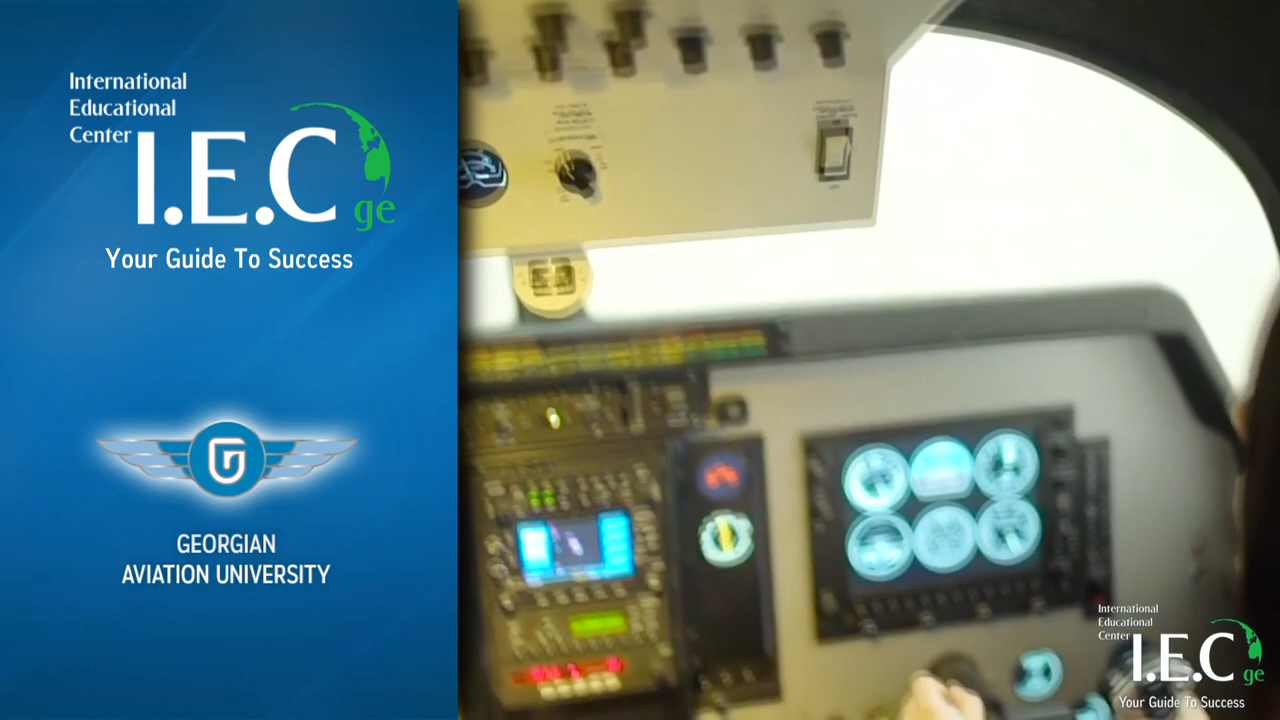 International
Educational
Center
I.E.C
ge
Your Guide To Success
GEORGIAN
AVIATION UNIVERSITY
International
Educational
Center
I.E.C
ge
Your Guide To Success